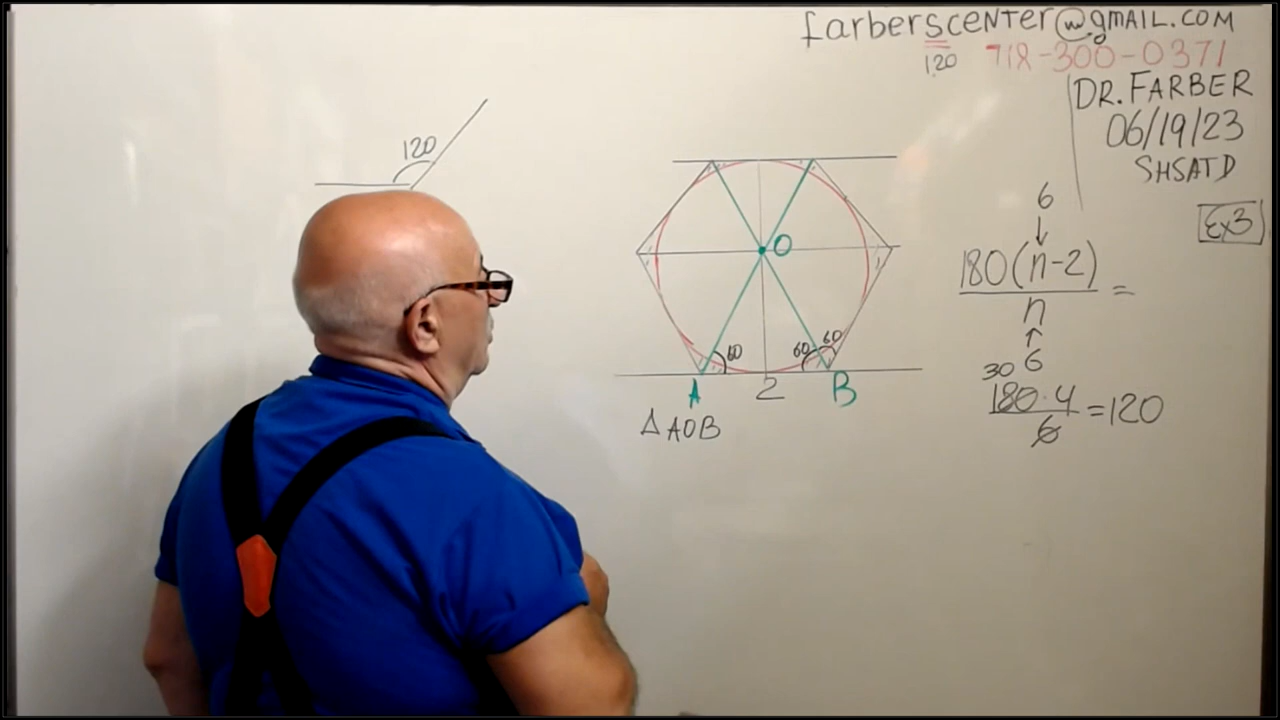 farberscenter@gmail.com
120
718-300-0371
DR. FARBER
06/19/23
SHSATD
Ex3
120
6
↓
180(n-2)
n
=
↑
6
O
60
60
60
A
2
B
△AOB
30
180·4
6
=120